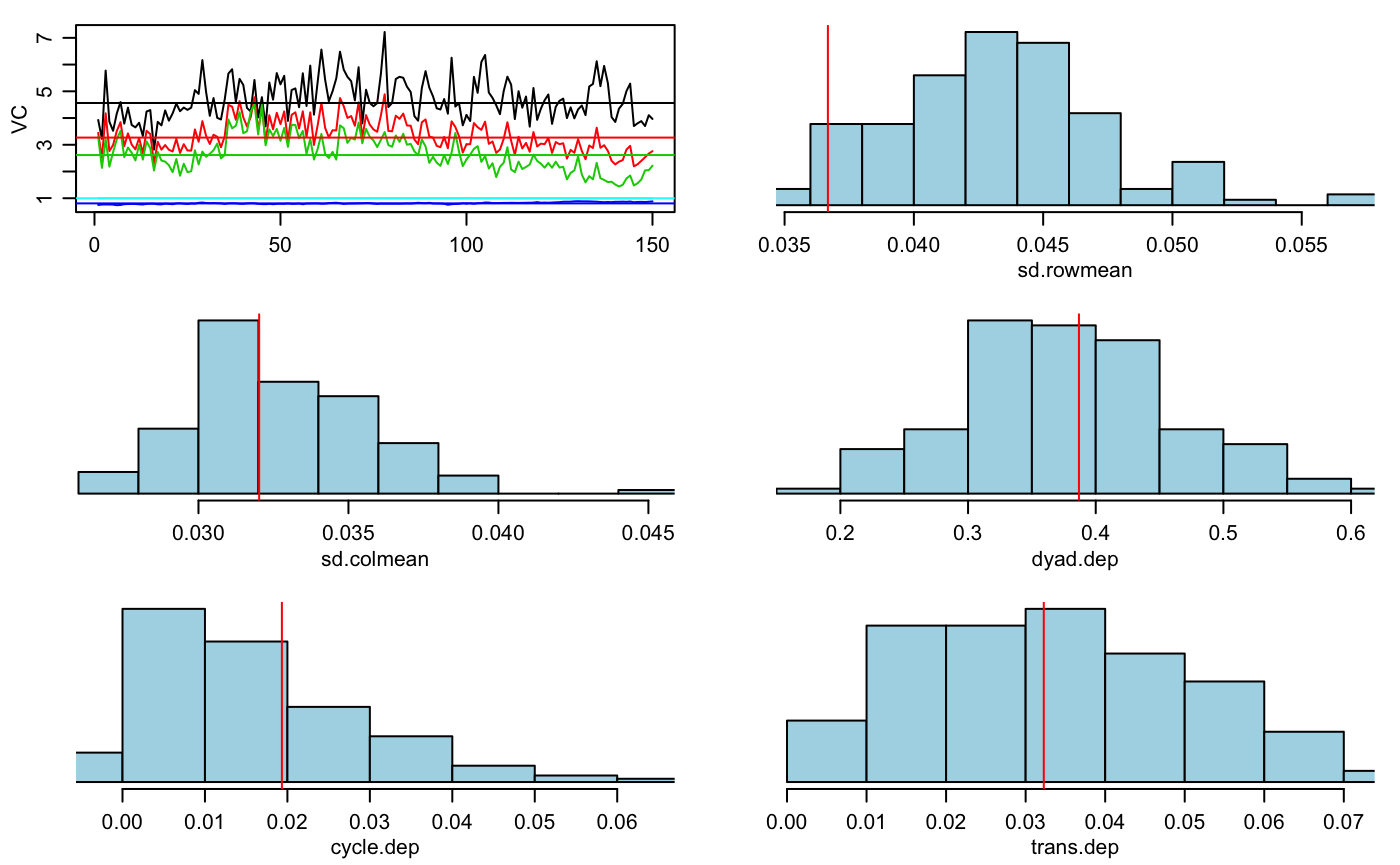 VC
7
5
3
1
0 50 100 150
0.035 0.040 0.045 0.050 0.055
sd.rowmean
0.030 0.035 0.040 0.045
sd.colmean
0.2 0.3 0.4 0.5 0.6
dyad.dep
0.00 0.01 0.02 0.03 0.04 0.05 0.06
cycle.dep
0.00 0.01 0.02 0.03 0.04 0.05 0.06 0.07
trans.dep